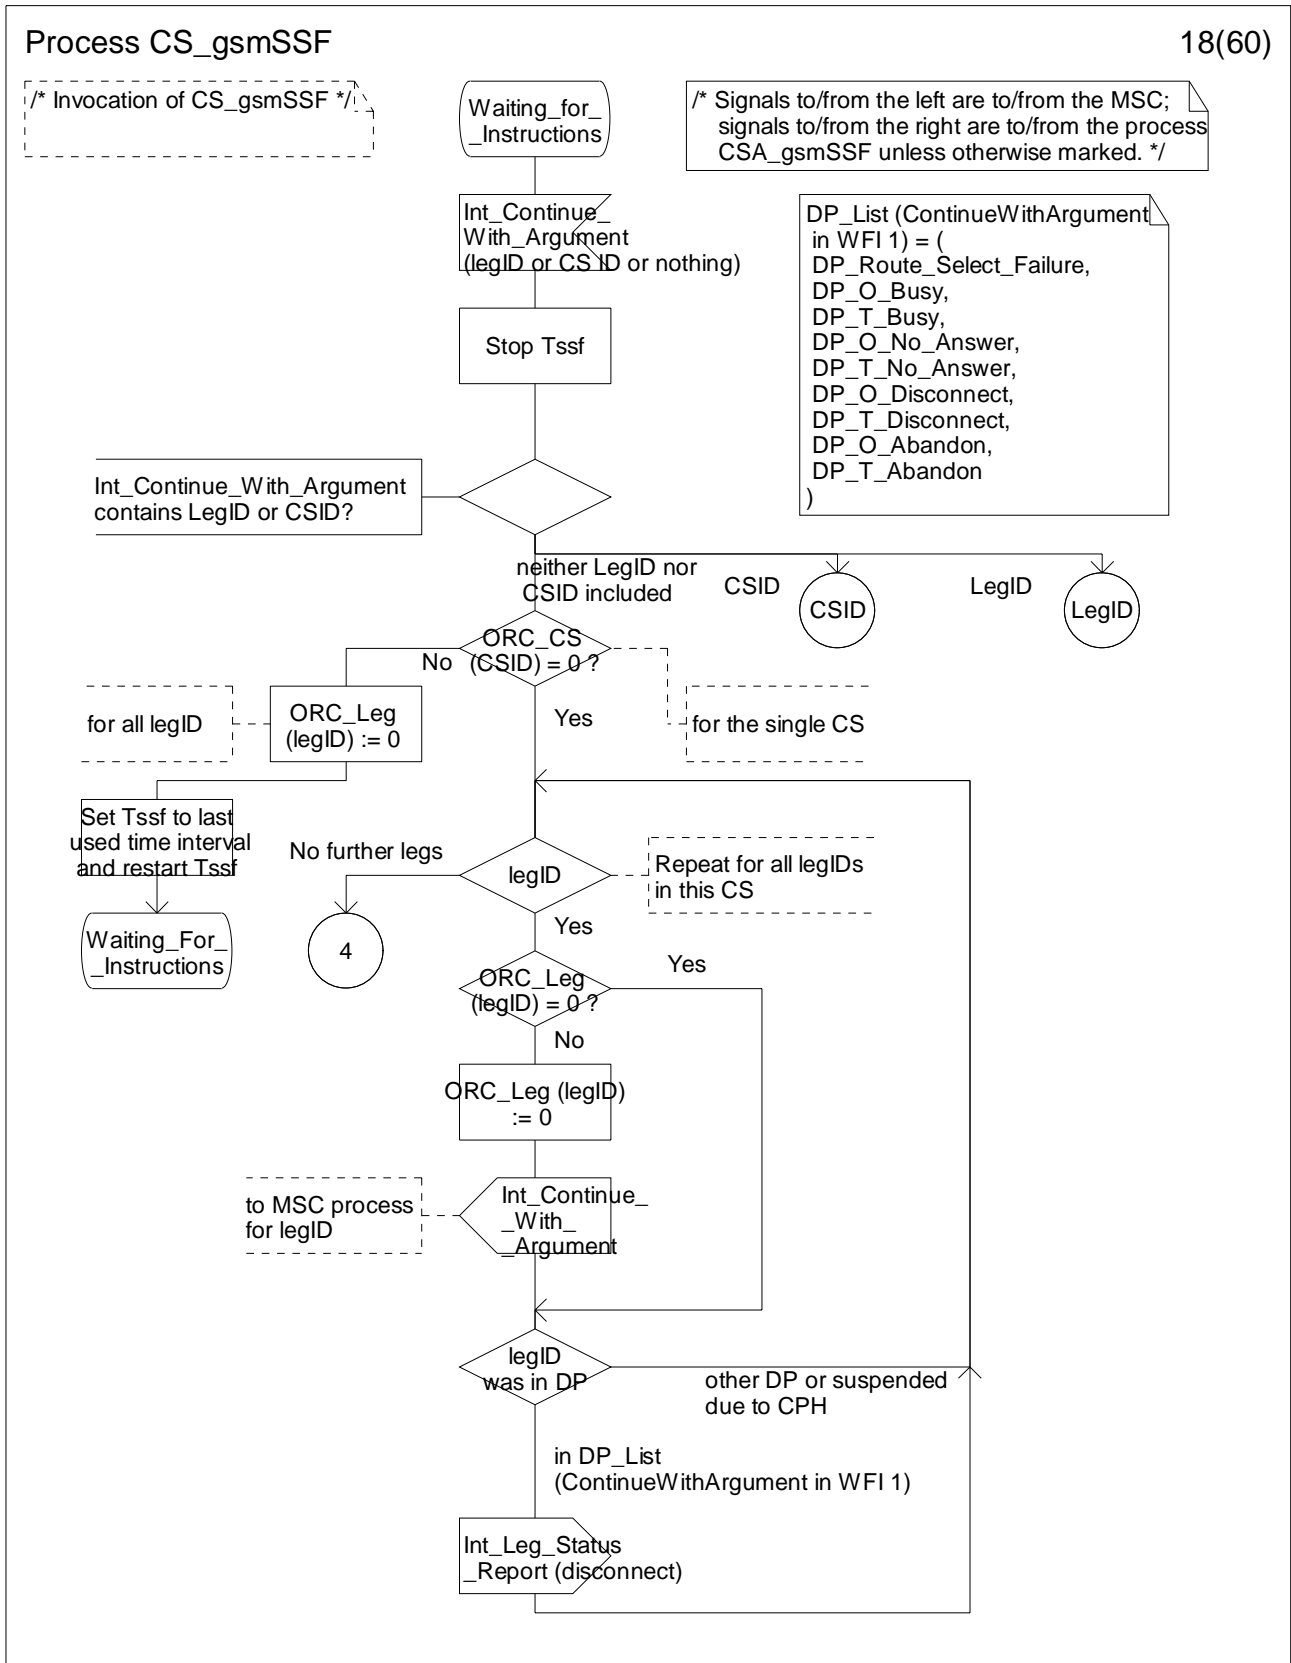 Process CS_gsmSSF
18(60)
/* Invocation of CS_gsmSSF */
Waiting_for_
_Instructions
/* Signals to/from the left are to/from the MSC;
signals to/from the right are to/from the process
CSA_gsmSSF unless otherwise marked. */
Int_Continue_
With_Argument
(legID or CS ID or nothing)
DP_List (ContinueWithArgument
in WFI 1) = (
DP_Route_Select_Failure,
DP_O_Busy,
DP_T_Busy,
DP_O_No_Answer,
DP_T_No_Answer,
DP_O_Disconnect,
DP_T_Disconnect,
DP_O_Abandon,
DP_T_Abandon
)
Stop Tssf
Int_Continue_With_Argument
contains LegID or CSID?
neither LegID nor
CSID included
CSID
CSID
LegID
LegID
ORC_CS
(CSID) = 0 ?
No
Yes
for all legID
ORC_Leg
(legID) := 0
for the single CS
Set Tssf to last
used time interval
and restart Tssf
No further legs
legID
Repeat for all legIDs
in this CS
Waiting_For_
_Instructions
4
Yes
ORC_Leg
(legID) = 0 ?
Yes
No
ORC_Leg (legID)
:= 0
to MSC process
for legID
Int_Continue_
_With_
_Argument
legID
was in DP
other DP or suspended
due to CPH
in DP_List
(ContinueWithArgument in WFI 1)
Int_Leg_Status
_Report (disconnect)